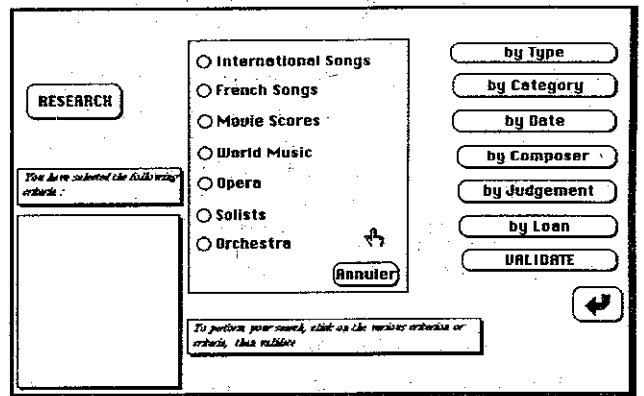 RESEARCH
You have selected the following
criteria :
International Songs
French Songs
Movie Scores
World Music
Opera
Solists
Orchestra
Annuler
To perform your search, click on the various criterion or
criteria, then validate
by Type
by Category
by Date
by Composer
by Judgement
by Loan
VALIDATE